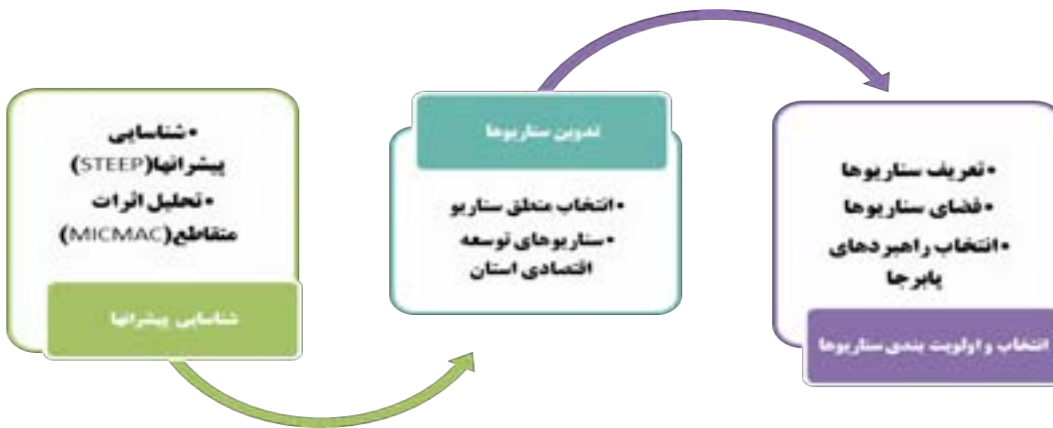 •شناسایی
پیشرانها(STEEP)
•تحلیل اثرات
متقاطع(MICMAC)
شناسایی پیشرانها
تدوین سناریوها
•انتخاب منطق سناریو
•سناریوهای توسعه
اقتصادی استان
•تعریف سناریوها
•فضای سناریوها
•انتخاب راهبردهای
پابرجا
انتخاب و اولویت بندی سناریوها